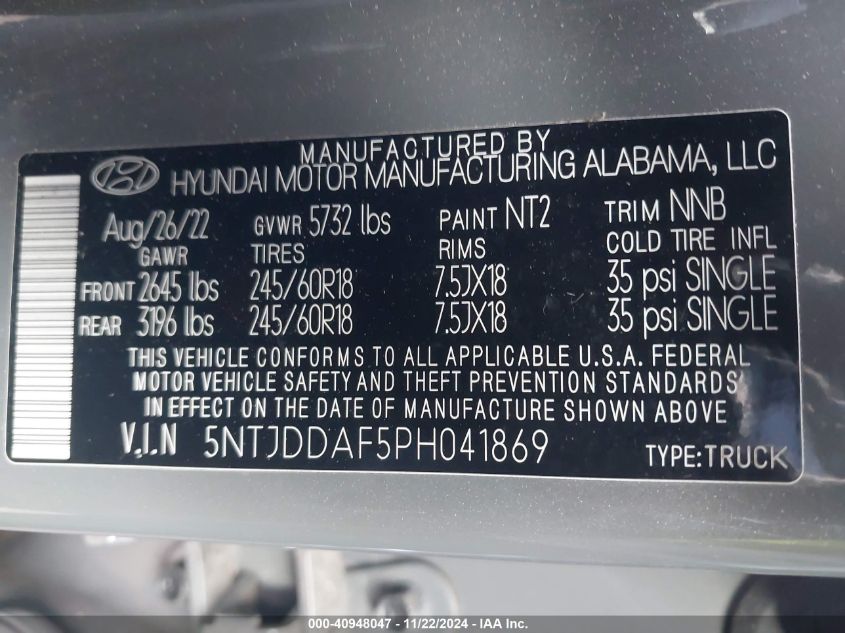 MANUFACTURED BY
HYUNDAI MOTOR MANUFACTURING ALABAMA, LLC
Aug/26/22 GVWR 5732 lbs PAINT NT2 TRIM NNB
GAWR TIRES RIMS COLD TIRE INFL
FRONT 2645 lbs 245/60R18 7.5JX18 35 psi SINGLE
REAR 3196 lbs 245/60R18 7.5JX18 35 psi SINGLE
THIS VEHICLE CONFORMS TO ALL APPLICABLE U.S.A. FEDERAL
MOTOR VEHICLE SAFETY AND THEFT PREVENTION STANDARDS
IN EFFECT ON THE DATE OF MANUFACTURE SHOWN ABOVE
V.I.N 5NTJDDAF5PH041869 TYPE:TRUCK
000-40948047 - 11/22/2024 - IAA Inc.